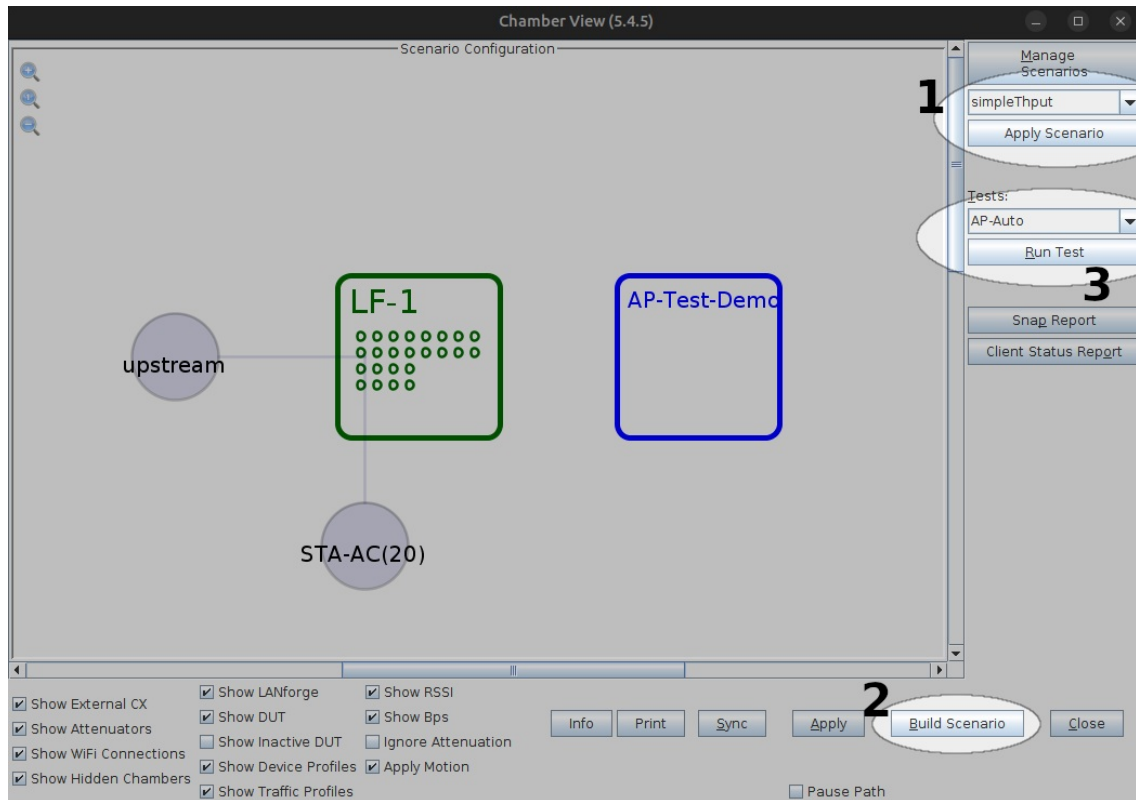 Chamber View (5.4.5)
Scenario Configuration
Manage
Scenarios
1
simpleThput
Apply Scenario
Tests:
AP-Auto
Run Test
3
Snap Report
Client Status Report
LF-1
AP-Test-Demo
upstream
STA-AC(20)
Show External CX
Show Attenuators
Show WiFi Connections
Show Hidden Chambers
Show LANforge
Show DUT
Show Inactive DUT
Show Device Profiles
Show Traffic Profiles
Show RSSI
Show Bps
Ignore Attenuation
Apply Motion
Info
Print
Sync
Apply
2
Build Scenario
Close
Pause Path